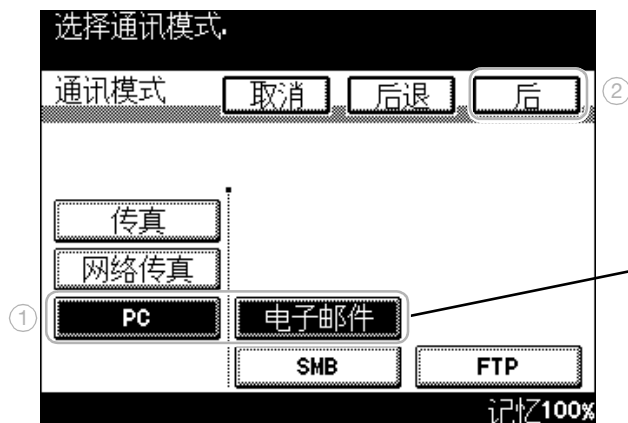 选择通讯模式.
通讯模式 取消 后退 后 ②
传真
网络传真
① PC 电子邮件
SMB FTP
记忆100%